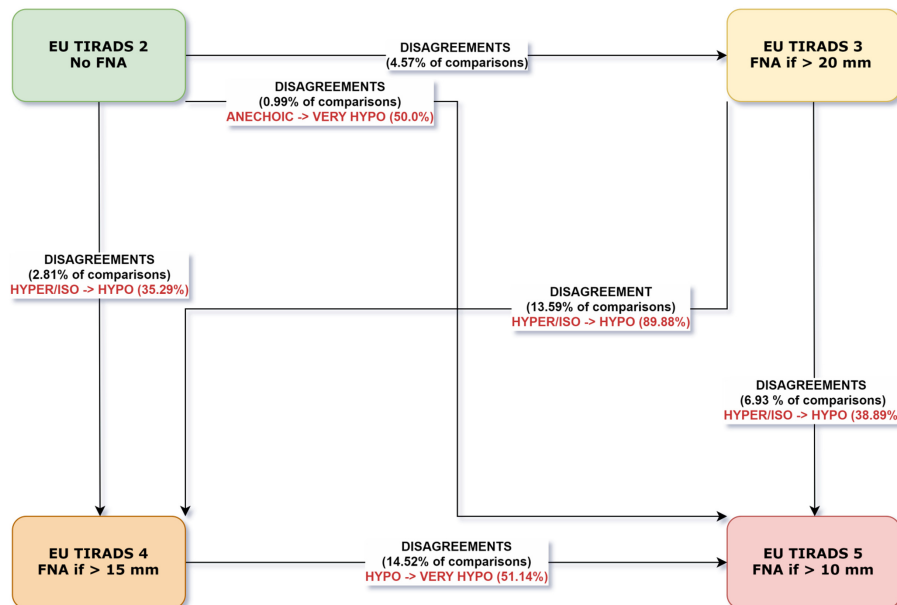 EU TIRADS 2
No FNA
DISAGREEMENTS
(4.57% of comparisons)
EU TIRADS 3
FNA if > 20 mm
DISAGREEMENTS
(0.99% of comparisons)
ANECHOIC -> VERY HYPO (50.0%)
DISAGREEMENTS
(2.81% of comparisons)
HYPER/ISO -> HYPO (35.29%)
DISAGREEMENT
(13.59% of comparisons)
HYPER/ISO -> HYPO (89.88%)
DISAGREEMENTS
(6.93 % of comparisons)
HYPER/ISO -> HYPO (38.89%
EU TIRADS 4
FNA if > 15 mm
DISAGREEMENTS
(14.52% of comparisons)
HYPO -> VERY HYPO (51.14%)
EU TIRADS 5
FNA if > 10 mm